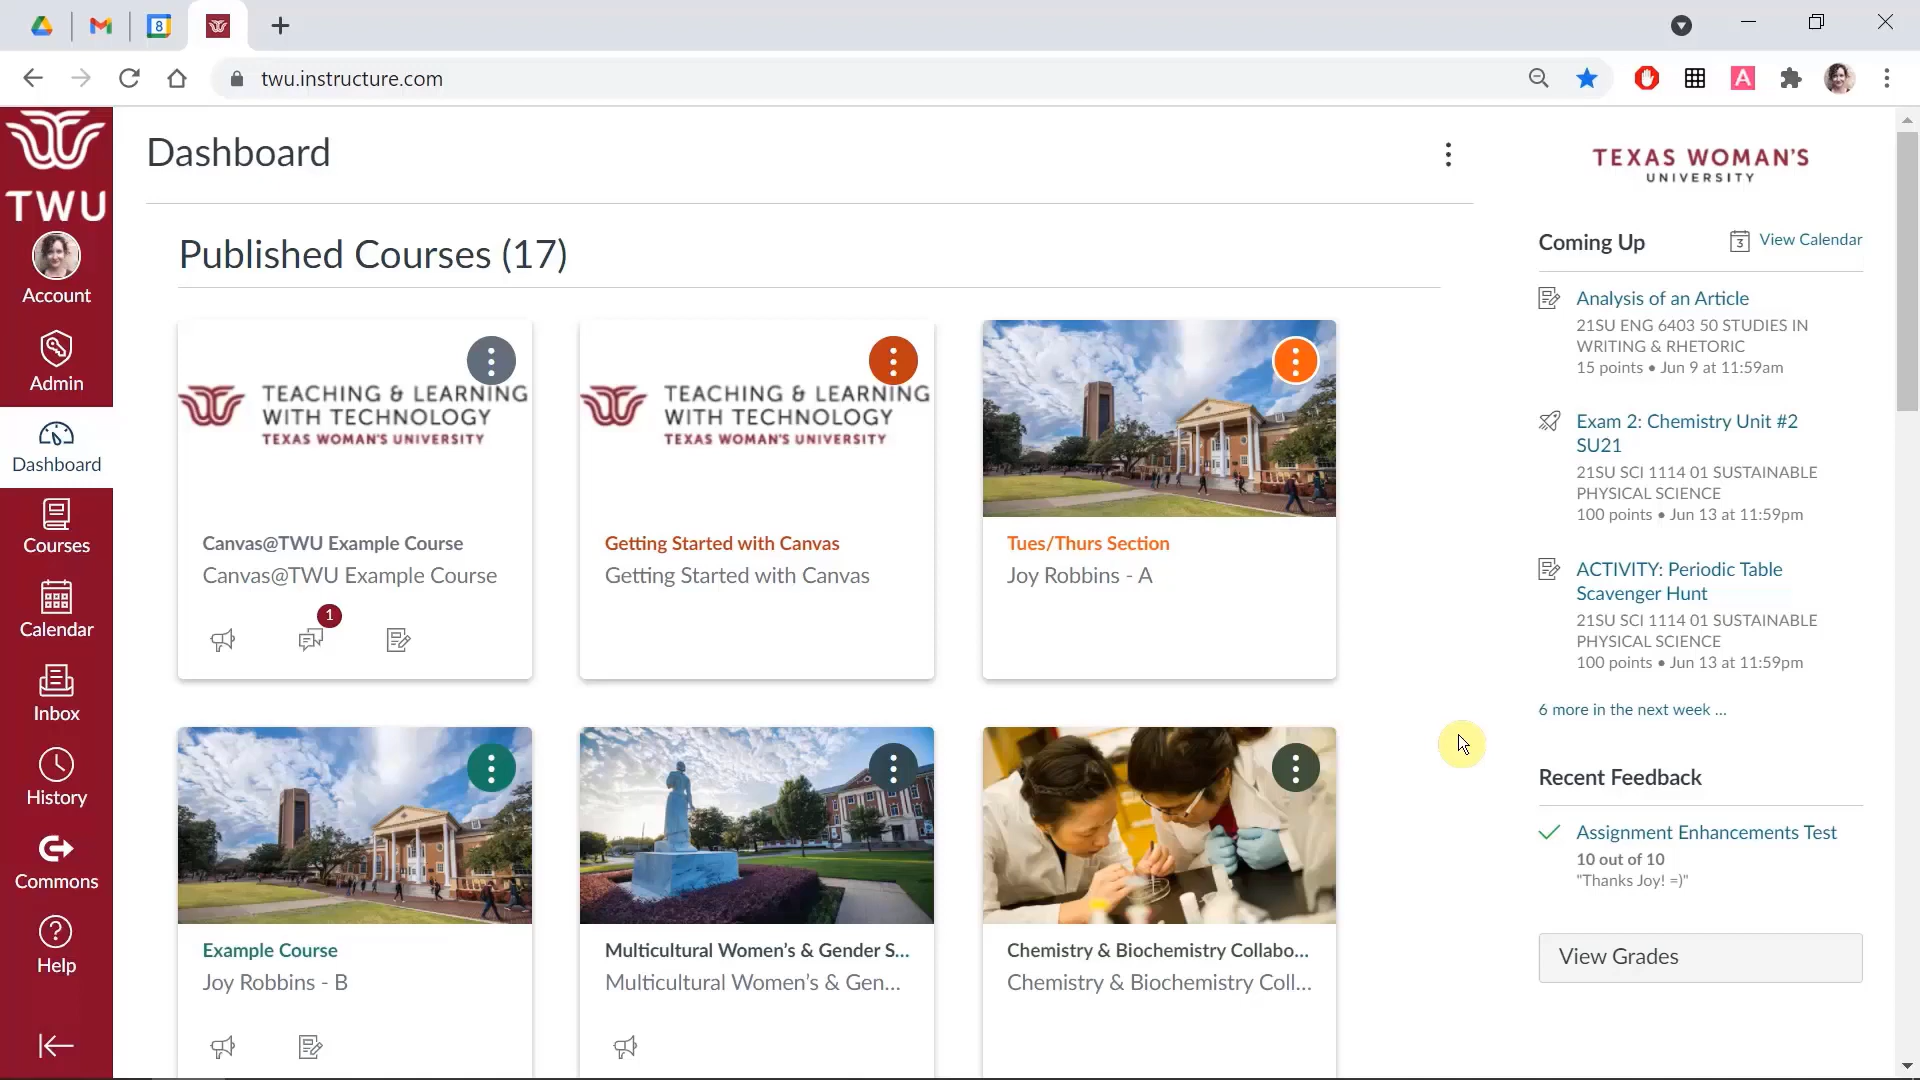 8
twu.instructure.com
A
TWU
Account
Admin
Dashboard
Courses
Calendar
Inbox
History
Commons
Help
Dashboard
Published Courses (17)
TEACHING & LEARNING
WITH TECHNOLOGY
TEXAS WOMAN'S UNIVERSITY
Canvas@TWU Example Course
Canvas@TWU Example Course
1
TEACHING & LEARNING
WITH TECHNOLOGY
TEXAS WOMAN'S UNIVERSITY
Getting Started with Canvas
Getting Started with Canvas
Tues/Thurs Section
Joy Robbins - A
Example Course
Joy Robbins - B
Multicultural Women's & Gender S...
Multicultural Women's & Gen...
Chemistry & Biochemistry Collabo...
Chemistry & Biochemistry Coll...
TEXAS WOMAN'S
UNIVERSITY
Coming Up
3 View Calendar
Analysis of an Article
21SU ENG 6403 50 STUDIES IN
WRITING & RHETORIC
15 points • Jun 9 at 11:59am
Exam 2: Chemistry Unit #2
SU21
21SU SCI 1114 01 SUSTAINABLE
PHYSICAL SCIENCE
100 points • Jun 13 at 11:59pm
ACTIVITY: Periodic Table
Scavenger Hunt
21SU SCI 1114 01 SUSTAINABLE
PHYSICAL SCIENCE
100 points • Jun 13 at 11:59pm
6 more in the next week ...
Recent Feedback
Assignment Enhancements Test
10 out of 10
"Thanks Joy! =)"
View Grades